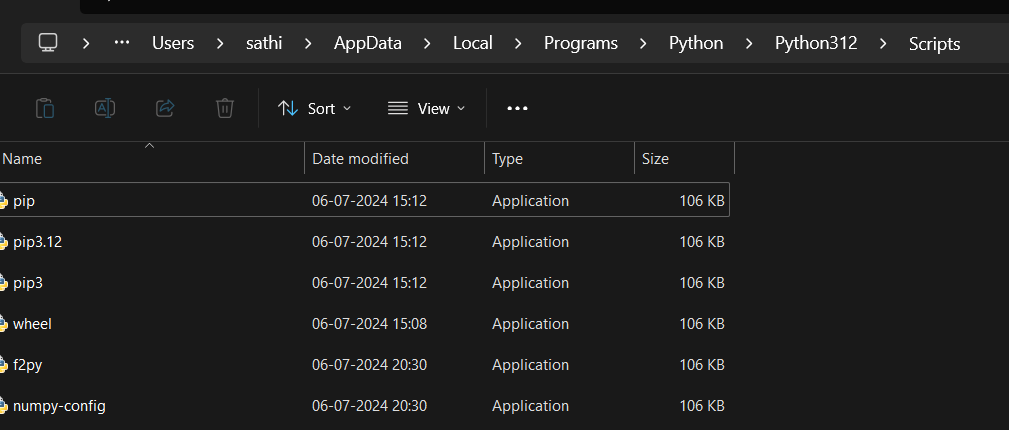 ··· Users sathi AppData Local Programs Python Python312 Scripts
Sort View ···
Name Date modified Type Size
pip 06-07-2024 15:12 Application 106 KB
pip3.12 06-07-2024 15:12 Application 106 KB
pip3 06-07-2024 15:12 Application 106 KB
wheel 06-07-2024 15:08 Application 106 KB
f2py 06-07-2024 20:30 Application 106 KB
numpy-config 06-07-2024 20:30 Application 106 KB